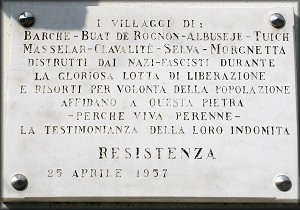 I VILLAGGI DI:
BARCHE - BUAT DE ROGNON - ALBUSEJE - TUICH
MASSELAR - CLAVALITÈ - SELVA - MORGNETTA
DISTRUTTI DAI NAZI-FASCISTI DURANTE
LA GLORIOSA LOTTA DI LIBERAZIONE
E RISORTI PER VOLONTÀ DELLA POPOLAZIONE
AFFIDANO A QUESTA PIETRA
- PERCHE VIVA PERENNE -
LA TESTIMONIANZA DELLA LORO INDOMITA
RESISTENZA
25 APRILE 1957